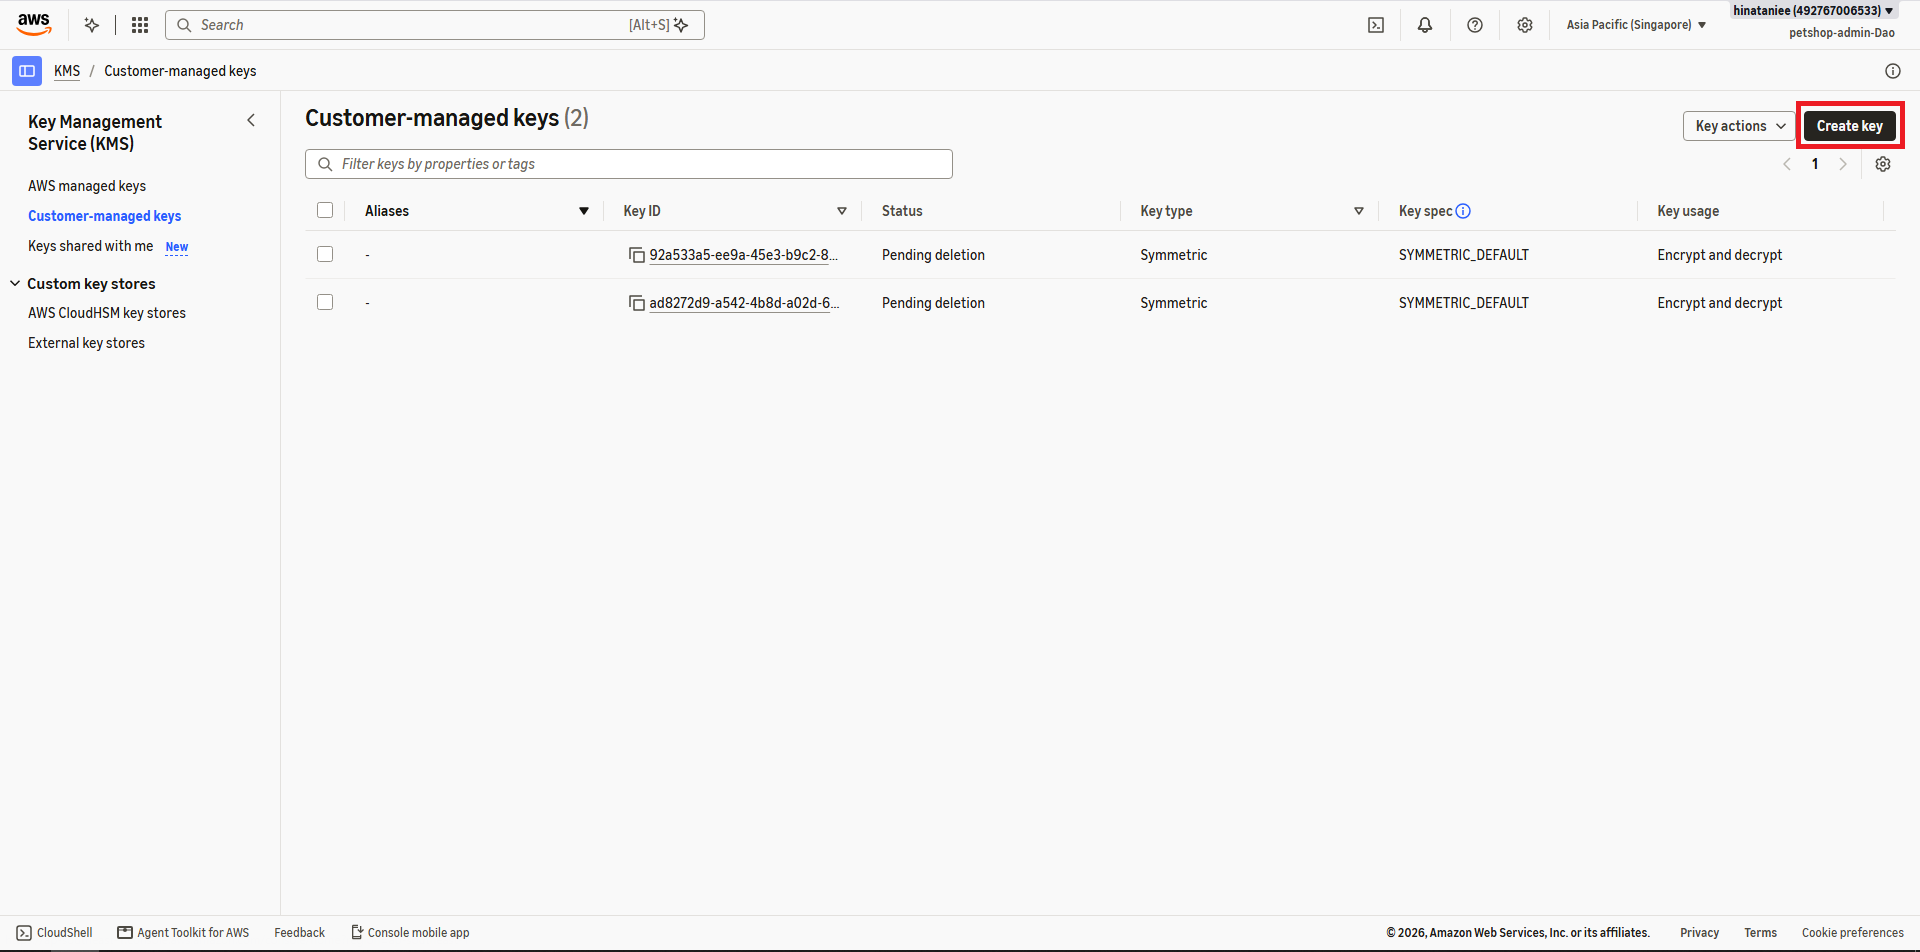 aws
Search [Alt+S]
Asia Pacific (Singapore)
hinataniee (492767006533)
petshop-admin-Dao
KMS / Customer-managed keys
Key Management
Service (KMS)
AWS managed keys
Customer-managed keys
Keys shared with me New
Custom key stores
AWS CloudHSM key stores
External key stores
Customer-managed keys (2)
Key actions
Create key
Filter keys by properties or tags
1
Aliases Key ID Status Key type Key spec Key usage
- 92a533a5-ee9a-45e3-b9c2-8... Pending deletion Symmetric SYMMETRIC_DEFAULT Encrypt and decrypt
- ad8272d9-a542-4b8d-a02d-6... Pending deletion Symmetric SYMMETRIC_DEFAULT Encrypt and decrypt
CloudShell Agent Toolkit for AWS Feedback Console mobile app © 2026, Amazon Web Services, Inc. or its affiliates. Privacy Terms Cookie preferences